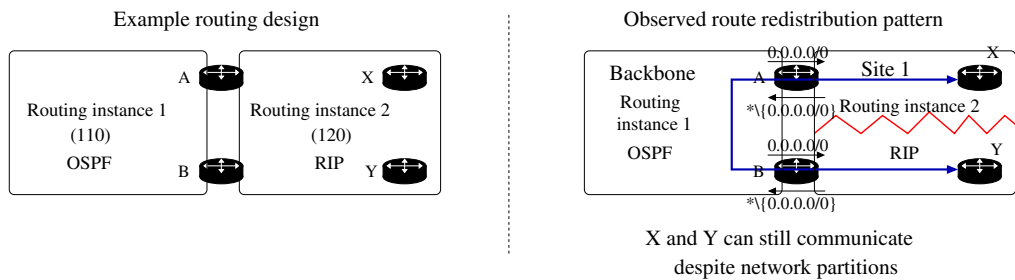 Example routing design
A
X
Routing instance 1
(110)
OSPF
Routing instance 2
(120)
RIP
B
Y
Observed route redistribution pattern
0.0.0.0/0
X
Backbone
A
Site 1
Routing
instance 1
OSPF
*\{0.0.0.0/0}
Routing instance 2
0.0.0.0/0
RIP
Y
B
*\{0.0.0.0/0}
X and Y can still communicate
despite network partitions